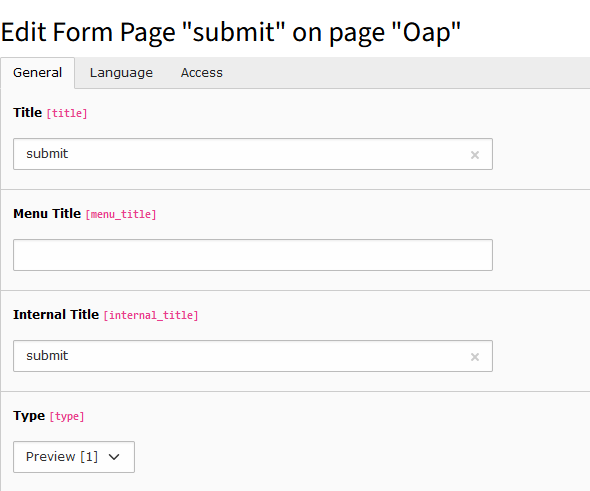 Edit Form Page "submit" on page "Oap"
General Language Access
Title [title]
submit
Menu Title [menu_title]
Internal Title [internal_title]
submit
Type [type]
Preview [1]